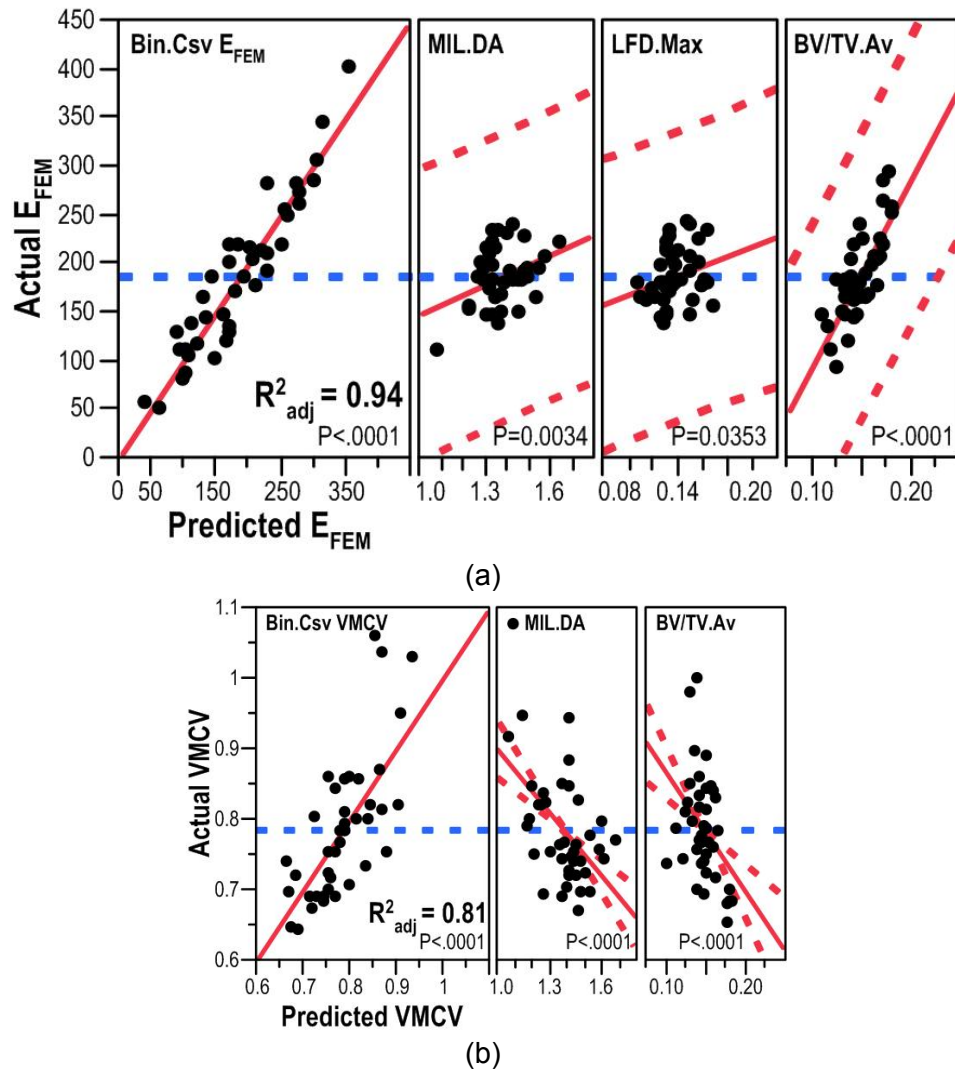 Bin.Csv E_FEM
MIL.DA
LFD.Max
BV/TV.Av
450
400
350
300
250
200
150
100
50
0
Actual E_FEM
R²adj = 0.94
P<.0001
P=0.0034
P=0.0353
P<.0001
0 50 150 250 350
1.0 1.3 1.6
0.08 0.14 0.20
0.10 0.20
Predicted E_FEM
(a)
Bin.Csv VMCV
MIL.DA
BV/TV.Av
1.1
1
0.9
0.8
0.7
0.6
Actual VMCV
R²adj = 0.81
P<.0001
P<.0001
P<.0001
0.6 0.7 0.8 0.9 1
1.0 1.3 1.6
0.10 0.20
Predicted VMCV
(b)